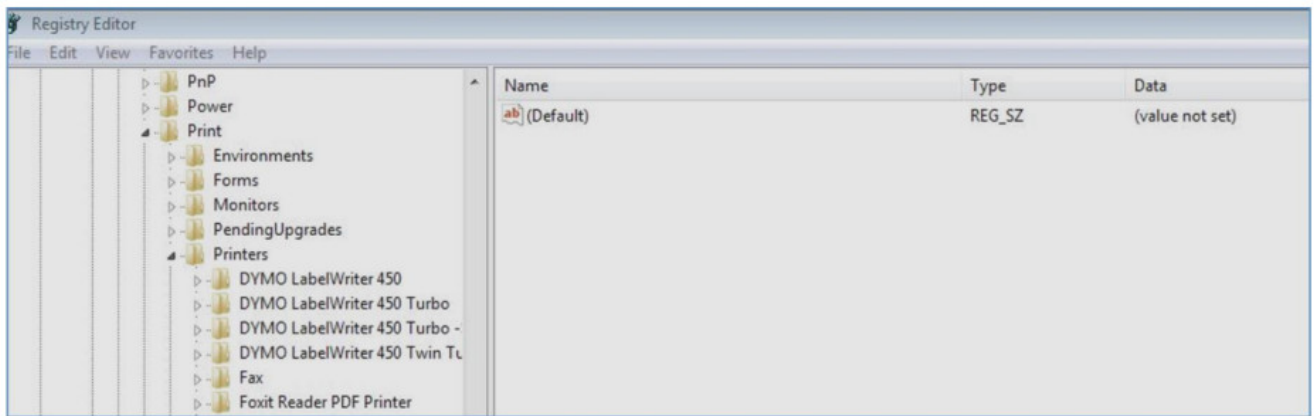 Registry Editor
File Edit View Favorites Help
PnP
Power
Print
Environments
Forms
Monitors
PendingUpgrades
Printers
DYMO LabelWriter 450
DYMO LabelWriter 450 Turbo
DYMO LabelWriter 450 Turbo -
DYMO LabelWriter 450 Twin Tu
Fax
Foxit Reader PDF Printer
Name Type Data
ab (Default) REG_SZ (value not set)